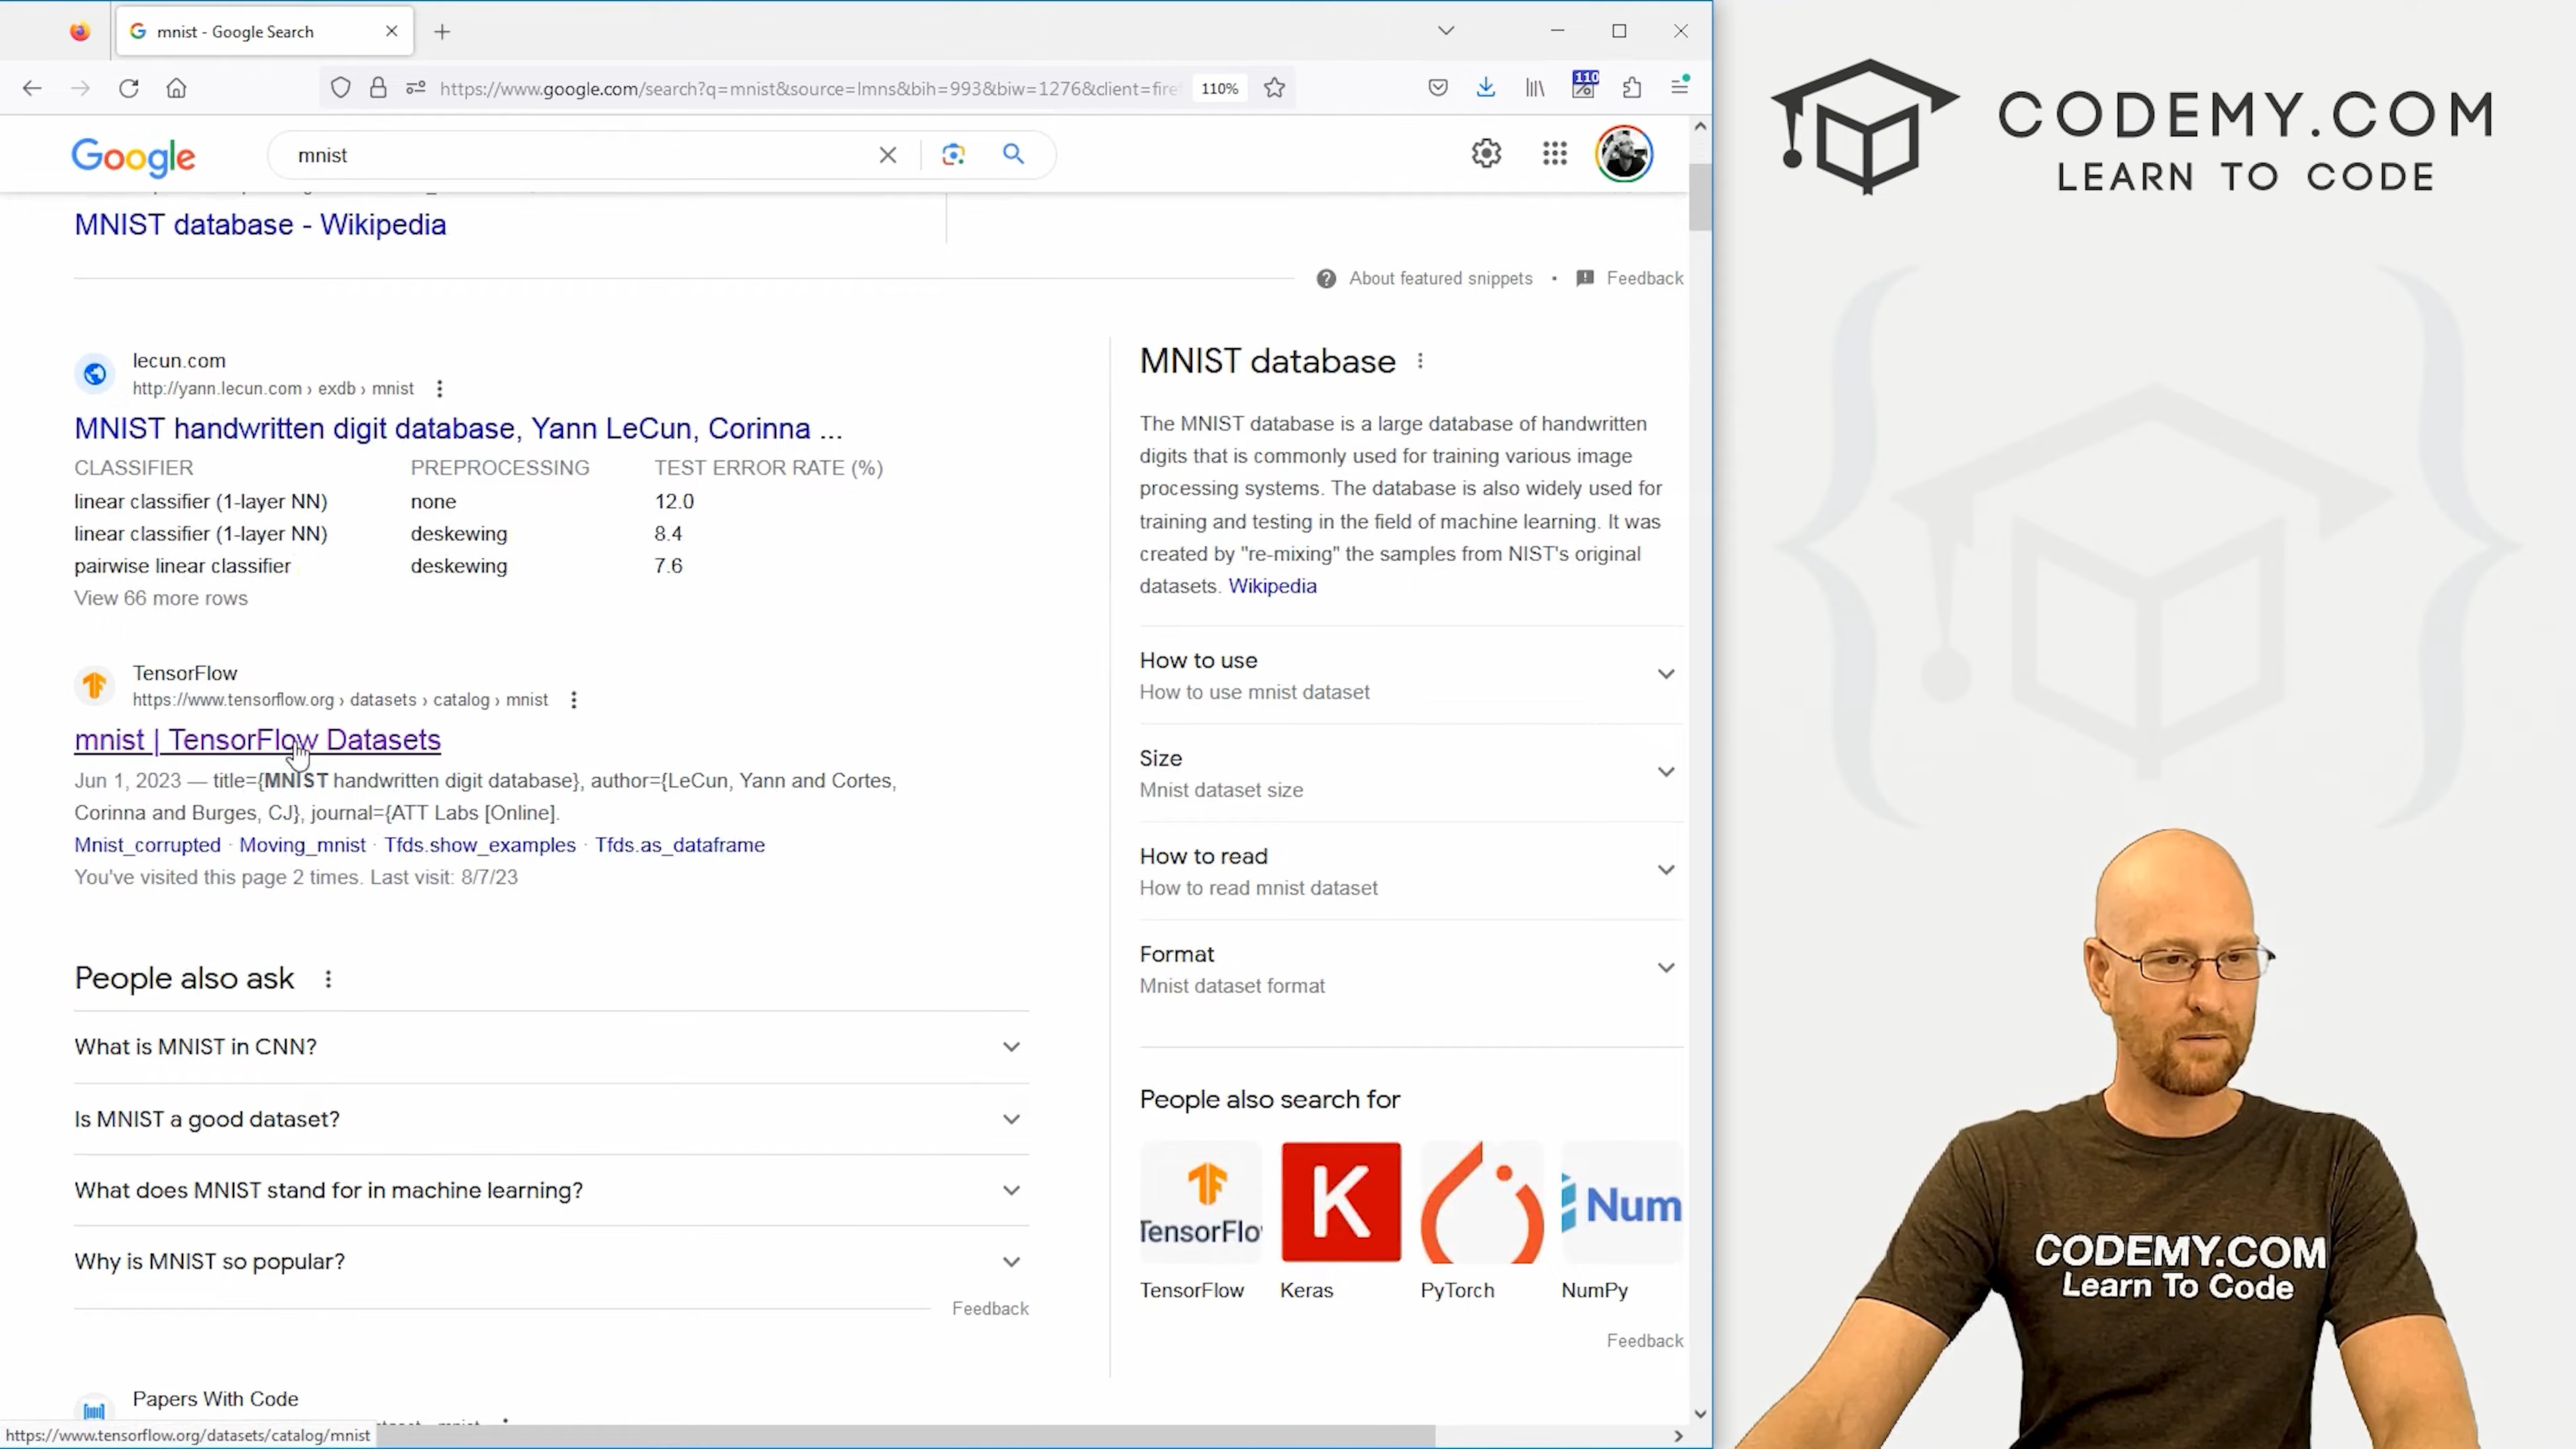 mnist - Google Search
https://www.google.com/search?q=mnist&source=lmns&bih=993&biw=1276&client=firef
110%
110
CODEMY.COM
LEARN TO CODE
Google
mnist
MNIST database - Wikipedia
About featured snippets
Feedback
lecun.com
http://yann.lecun.com › exdb › mnist
MNIST handwritten digit database, Yann LeCun, Corinna ...
CLASSIFIER PREPROCESSING TEST ERROR RATE (%)
linear classifier (1-layer NN) none 12.0
linear classifier (1-layer NN) deskewing 8.4
pairwise linear classifier deskewing 7.6
View 66 more rows
TensorFlow
https://www.tensorflow.org › datasets › catalog › mnist
mnist | TensorFlow Datasets
Jun 1, 2023 — title={MNIST handwritten digit database}, author={LeCun, Yann and Cortes,
Corinna and Burges, CJ}, journal={ATT Labs [Online].
Mnist_corrupted · Moving_mnist · Tfds.show_examples · Tfds.as_dataframe
You've visited this page 2 times. Last visit: 8/7/23
People also ask
What is MNIST in CNN?
Is MNIST a good dataset?
What does MNIST stand for in machine learning?
Why is MNIST so popular?
Feedback
Papers With Code
https://www.tensorflow.org/datasets/catalog/mnist
MNIST database
The MNIST database is a large database of handwritten
digits that is commonly used for training various image
processing systems. The database is also widely used for
training and testing in the field of machine learning. It was
created by "re-mixing" the samples from NIST's original
datasets. Wikipedia
How to use
How to use mnist dataset
Size
Mnist dataset size
How to read
How to read mnist dataset
Format
Mnist dataset format
People also search for
TensorFlo
K
Num
TensorFlow
Keras
PyTorch
NumPy
Feedback
CODEMY.COM
Learn To Code